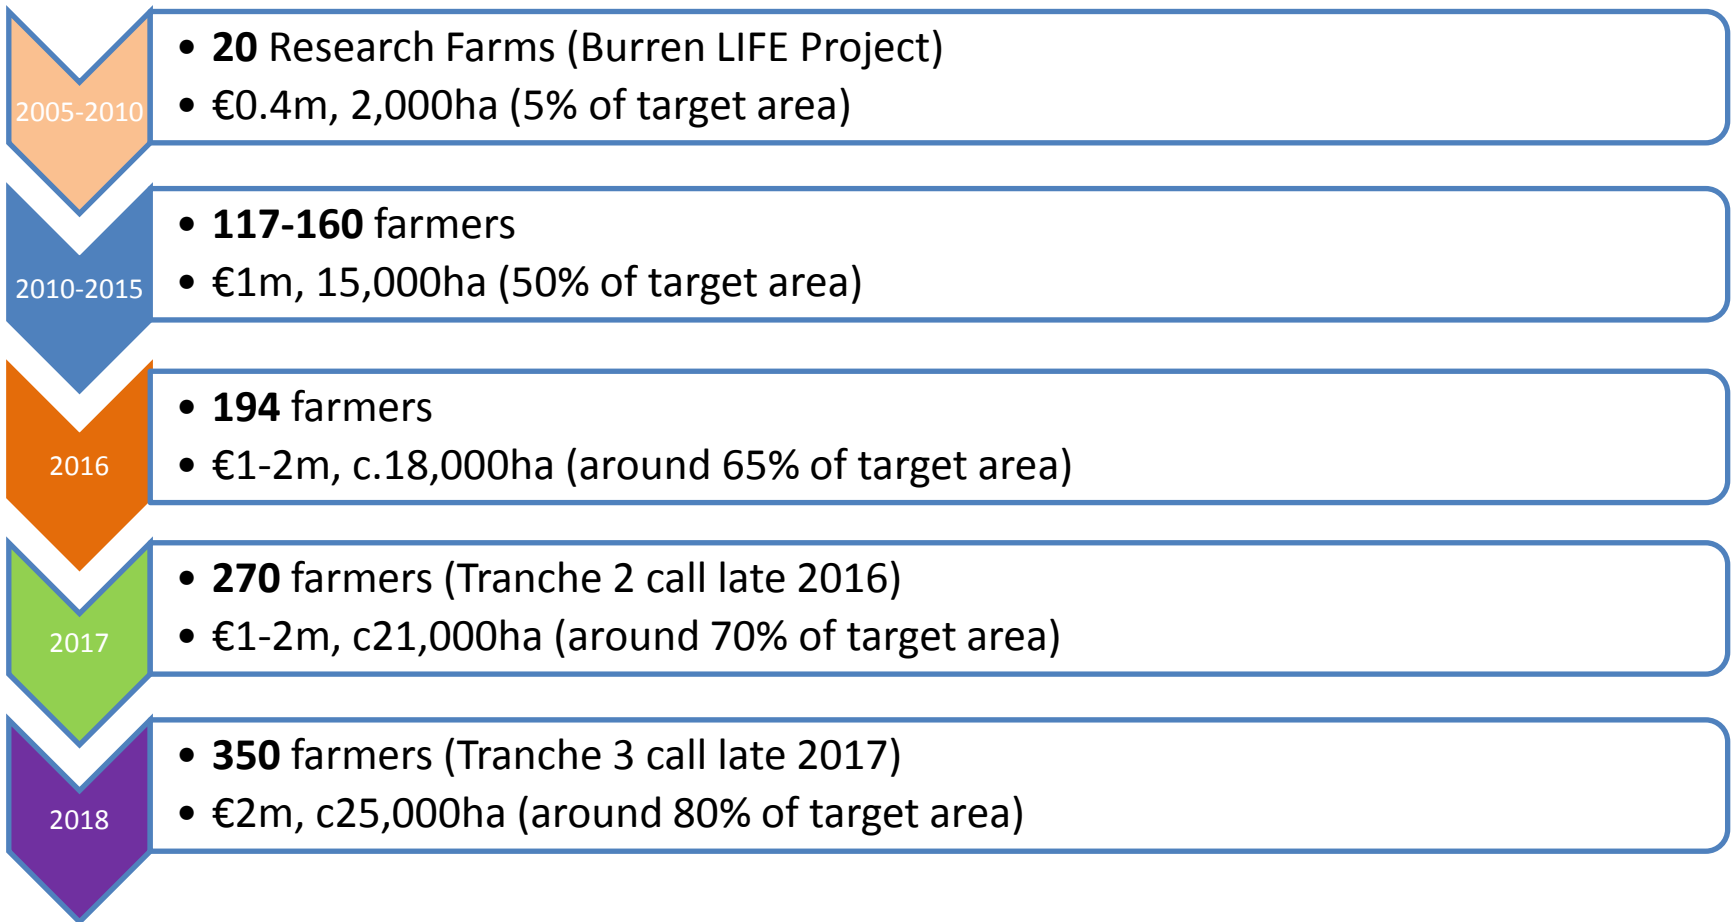 2005-2010
• 20 Research Farms (Burren LIFE Project)
• €0.4m, 2,000ha (5% of target area)
2010-2015
• 117-160 farmers
• €1m, 15,000ha (50% of target area)
2016
• 194 farmers
• €1-2m, c.18,000ha (around 65% of target area)
2017
• 270 farmers (Tranche 2 call late 2016)
• €1-2m, c21,000ha (around 70% of target area)
2018
• 350 farmers (Tranche 3 call late 2017)
• €2m, c25,000ha (around 80% of target area)